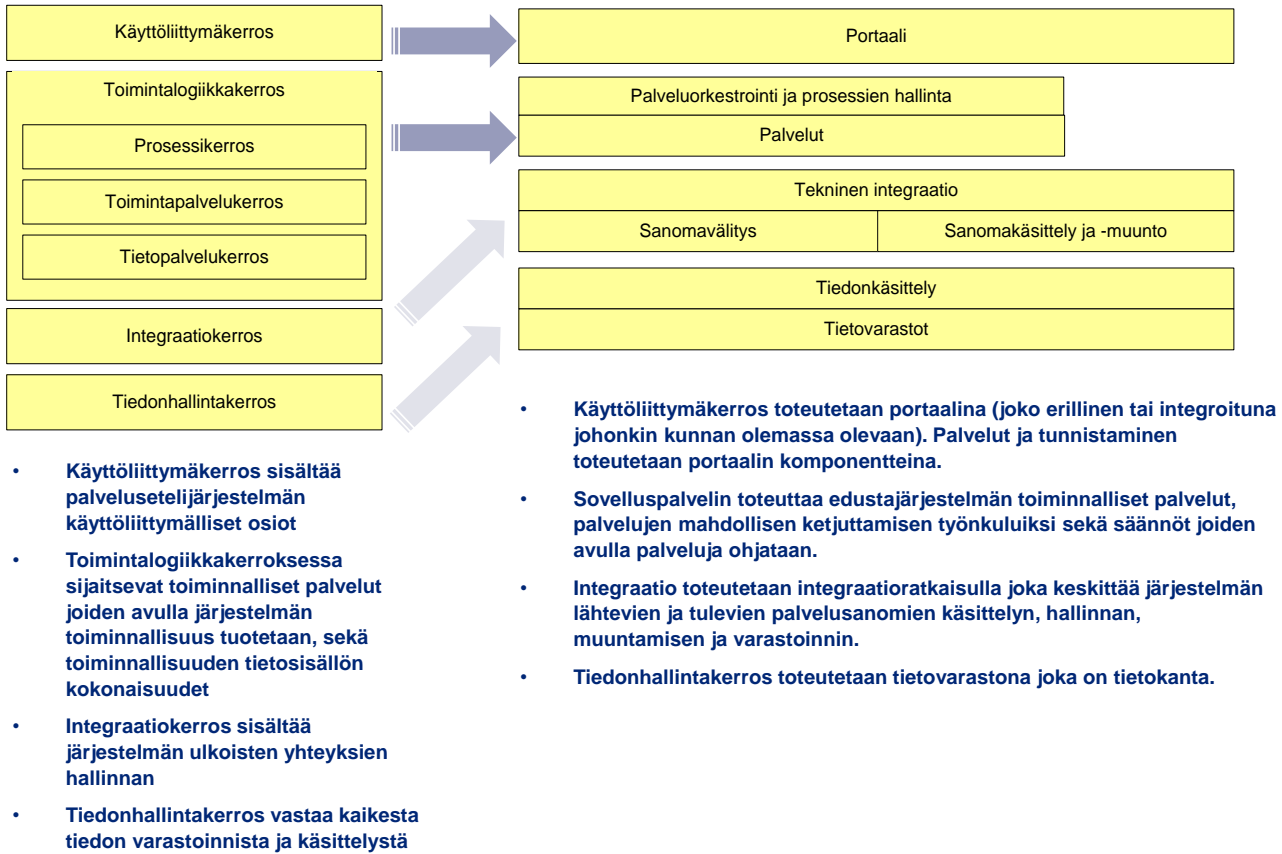 Käyttöliittymäkerros
Toimintalogiikkakerros
Prosessikerros
Toimintapalvelukerros
Tietopalvelukerros
Integraatiokerros
Tiedonhallintakerros
Portaali
Palveluorkestrointi ja prosessien hallinta
Palvelut
Tekninen integraatio
Sanomavälitys
Sanomakäsittely ja -muunto
Tiedonkäsittely
Tietovarastot
• Käyttöliittymäkerros sisältää
palvelusetelijärjestelmän
käyttöliittymälliset osiot
• Toimintalogiikkakerroksessa
sijaitsevat toiminnalliset palvelut
joiden avulla järjestelmän
toiminnallisuus tuotetaan, sekä
toiminnallisuuden tietosisällön
kokonaisuudet
• Integraatiokerros sisältää
järjestelmän ulkoisten yhteyksien
hallinnan
• Tiedonhallintakerros vastaa kaikesta
tiedon varastoinnista ja käsittelystä
• Käyttöliittymäkerros toteutetaan portaalina (joko erillinen tai integroituna
johonkin kunnan olemassa olevaan). Palvelut ja tunnistaminen
toteutetaan portaalin komponentteina.
• Sovelluspalvelin toteuttaa edustajärjestelmän toiminnalliset palvelut,
palvelujen mahdollisen ketjuttamisen työnkuluiksi sekä säännöt joiden
avulla palveluja ohjataan.
• Integraatio toteutetaan integraatioratkaisulla joka keskittää järjestelmän
lähtevien ja tulevien palvelusanomien käsittelyn, hallinnan,
muuntamisen ja varastoinnin.
• Tiedonhallintakerros toteutetaan tietovarastona joka on tietokanta.